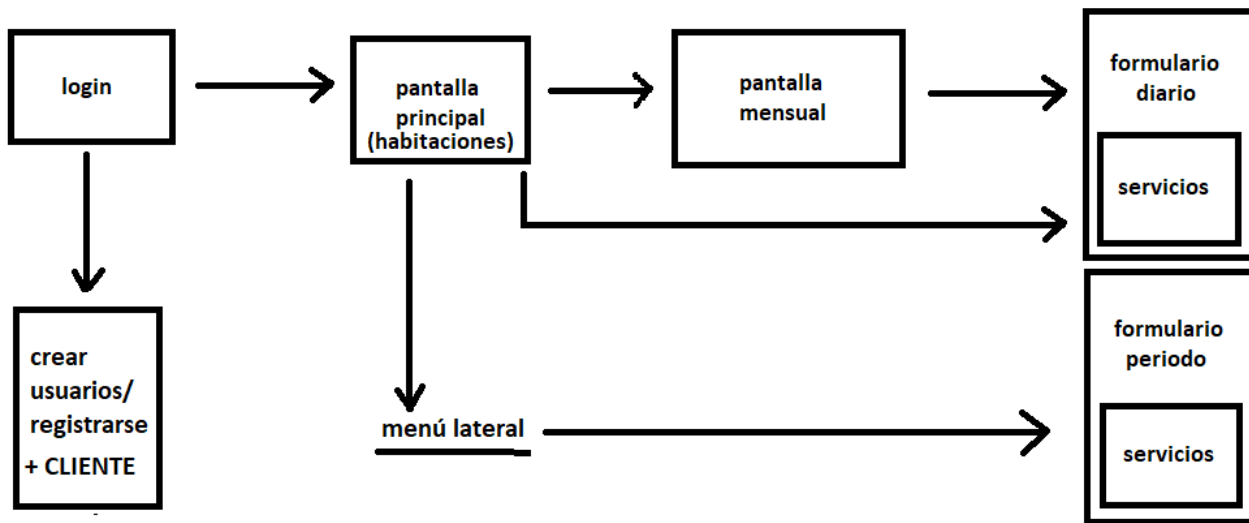 login
pantalla
principal
(habitaciones)
pantalla
mensual
formulario
diario
servicios
crear
usuarios/
registrarse
+ CLIENTE
menú lateral
formulario
periodo
servicios